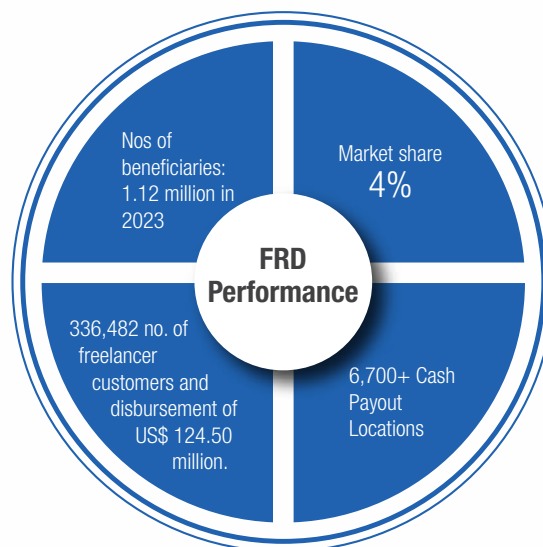 Nos of
beneficiaries:
1.12 million in
2023
Market share
4%
FRD
Performance
336,482 no. of
freelancer
customers and
disbursement of
US$ 124.50
million.
6,700+ Cash
Payout
Locations